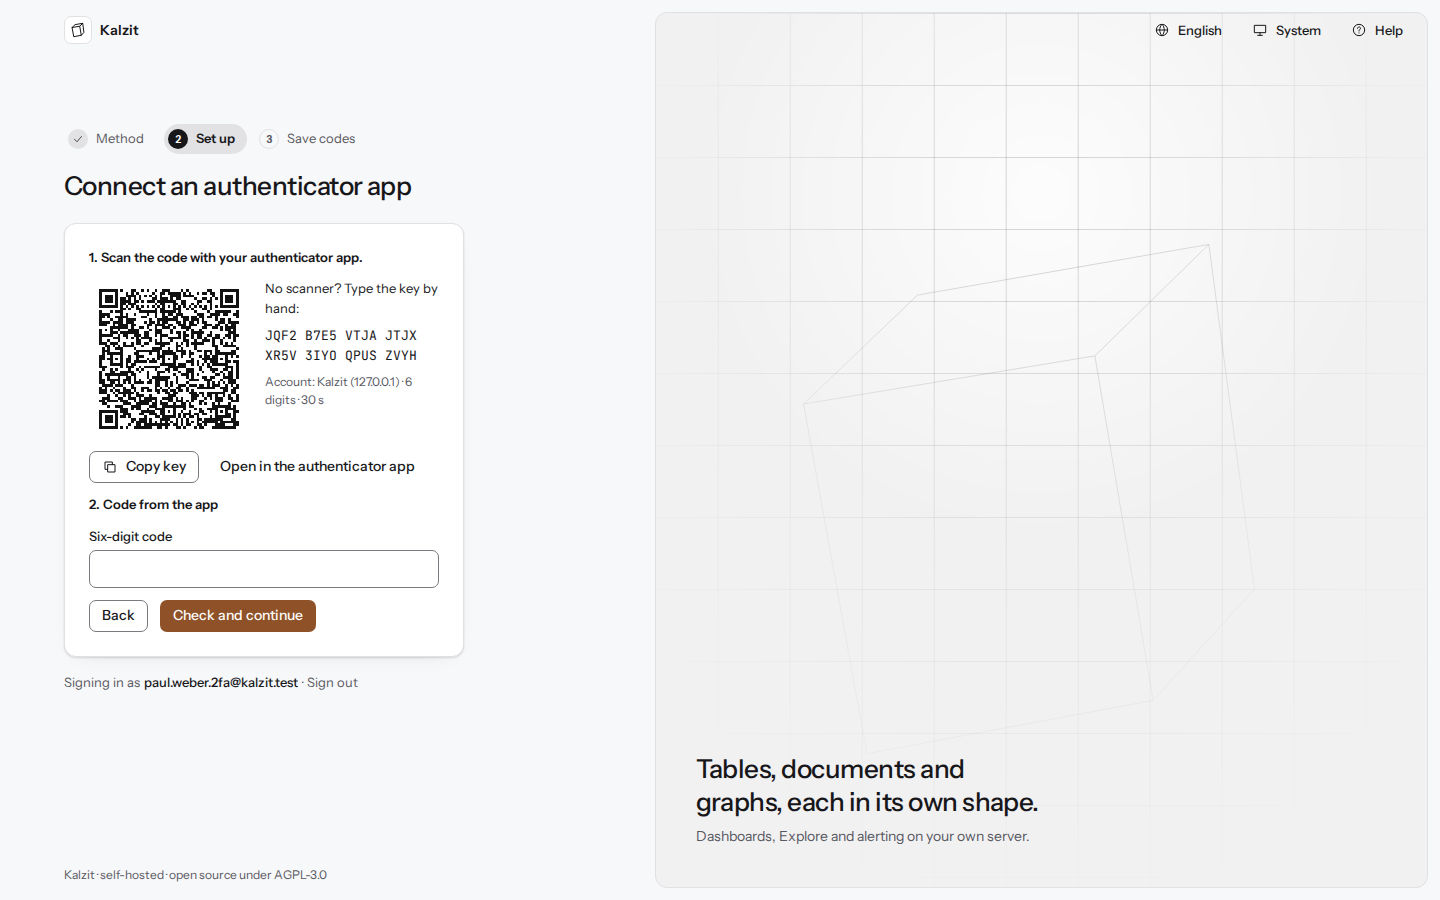 Kalzit
English
System
Help
Method
2 Set up
3 Save codes
Connect an authenticator app
1. Scan the code with your authenticator app.
No scanner? Type the key by
hand:
JQF2 B7E5 VTJA JTJX
XR5V 3IYO QPUS ZVYH
Account: Kalzit (127.0.0.1) · 6
digits · 30 s
Copy key
Open in the authenticator app
2. Code from the app
Six-digit code
Back
Check and continue
Signing in as paul.weber.2fa@kalzit.test · Sign out
Tables, documents and
graphs, each in its own shape.
Dashboards, Explore and alerting on your own server.
Kalzit · self-hosted · open source under AGPL-3.0